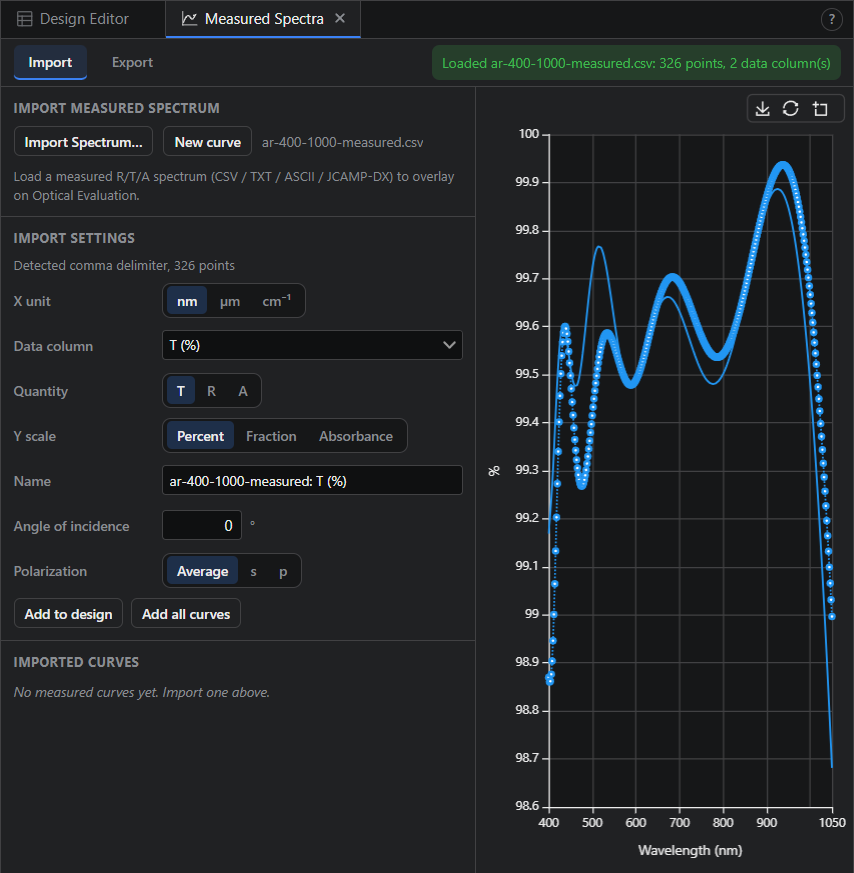 Design Editor
Measured Spectra
?
Import
Export
Loaded ar-400-1000-measured.csv: 326 points, 2 data column(s)
IMPORT MEASURED SPECTRUM
Import Spectrum...
New curve
ar-400-1000-measured.csv
Load a measured R/T/A spectrum (CSV / TXT / ASCII / JCAMP-DX) to overlay
on Optical Evaluation.
IMPORT SETTINGS
Detected comma delimiter, 326 points
X unit
nm
µm
cm⁻¹
Data column
T (%)
Quantity
T
R
A
Y scale
Percent
Fraction
Absorbance
Name
ar-400-1000-measured: T (%)
Angle of incidence
0
°
Polarization
Average
s
p
Add to design
Add all curves
IMPORTED CURVES
No measured curves yet. Import one above.
100
99.9
99.8
99.7
99.6
99.5
99.4
99.3
99.2
99.1
99
98.9
98.8
98.7
98.6
%
400
500
600
700
800
900
1050
Wavelength (nm)